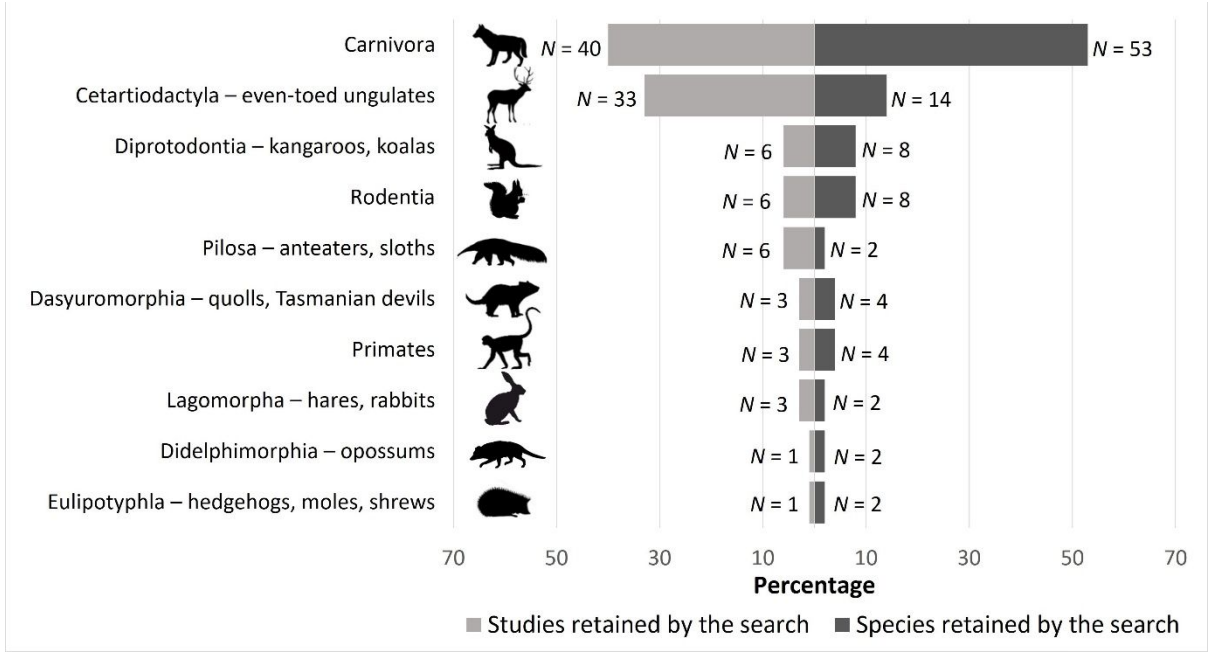 Carnivora N = 40 N = 53
Cetartiodactyla – even-toed ungulates N = 33 N = 14
Diprotodontia – kangaroos, koalas N = 6 N = 8
Rodentia N = 6 N = 8
Pilosa – anteaters, sloths N = 6 N = 2
Dasyuromorphia – quolls, Tasmanian devils N = 3 N = 4
Primates N = 3 N = 4
Lagomorpha – hares, rabbits N = 3 N = 2
Didelphimorphia – opossums N = 1 N = 2
Eulipotyphla – hedgehogs, moles, shrews N = 1 N = 2
70 50 30 10 10 30 50 70
Percentage
Studies retained by the search Species retained by the search